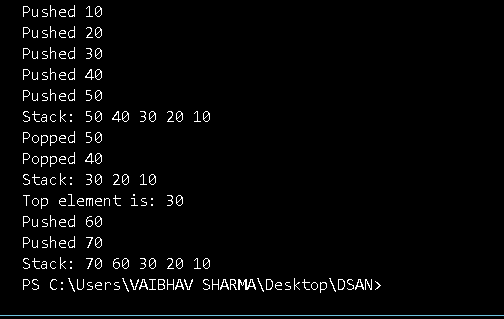 Pushed 10
Pushed 20
Pushed 30
Pushed 40
Pushed 50
Stack: 50 40 30 20 10
Popped 50
Popped 40
Stack: 30 20 10
Top element is: 30
Pushed 60
Pushed 70
Stack: 70 60 30 20 10
PS C:\Users\VAIBHAV SHARMA\Desktop\DSAN>